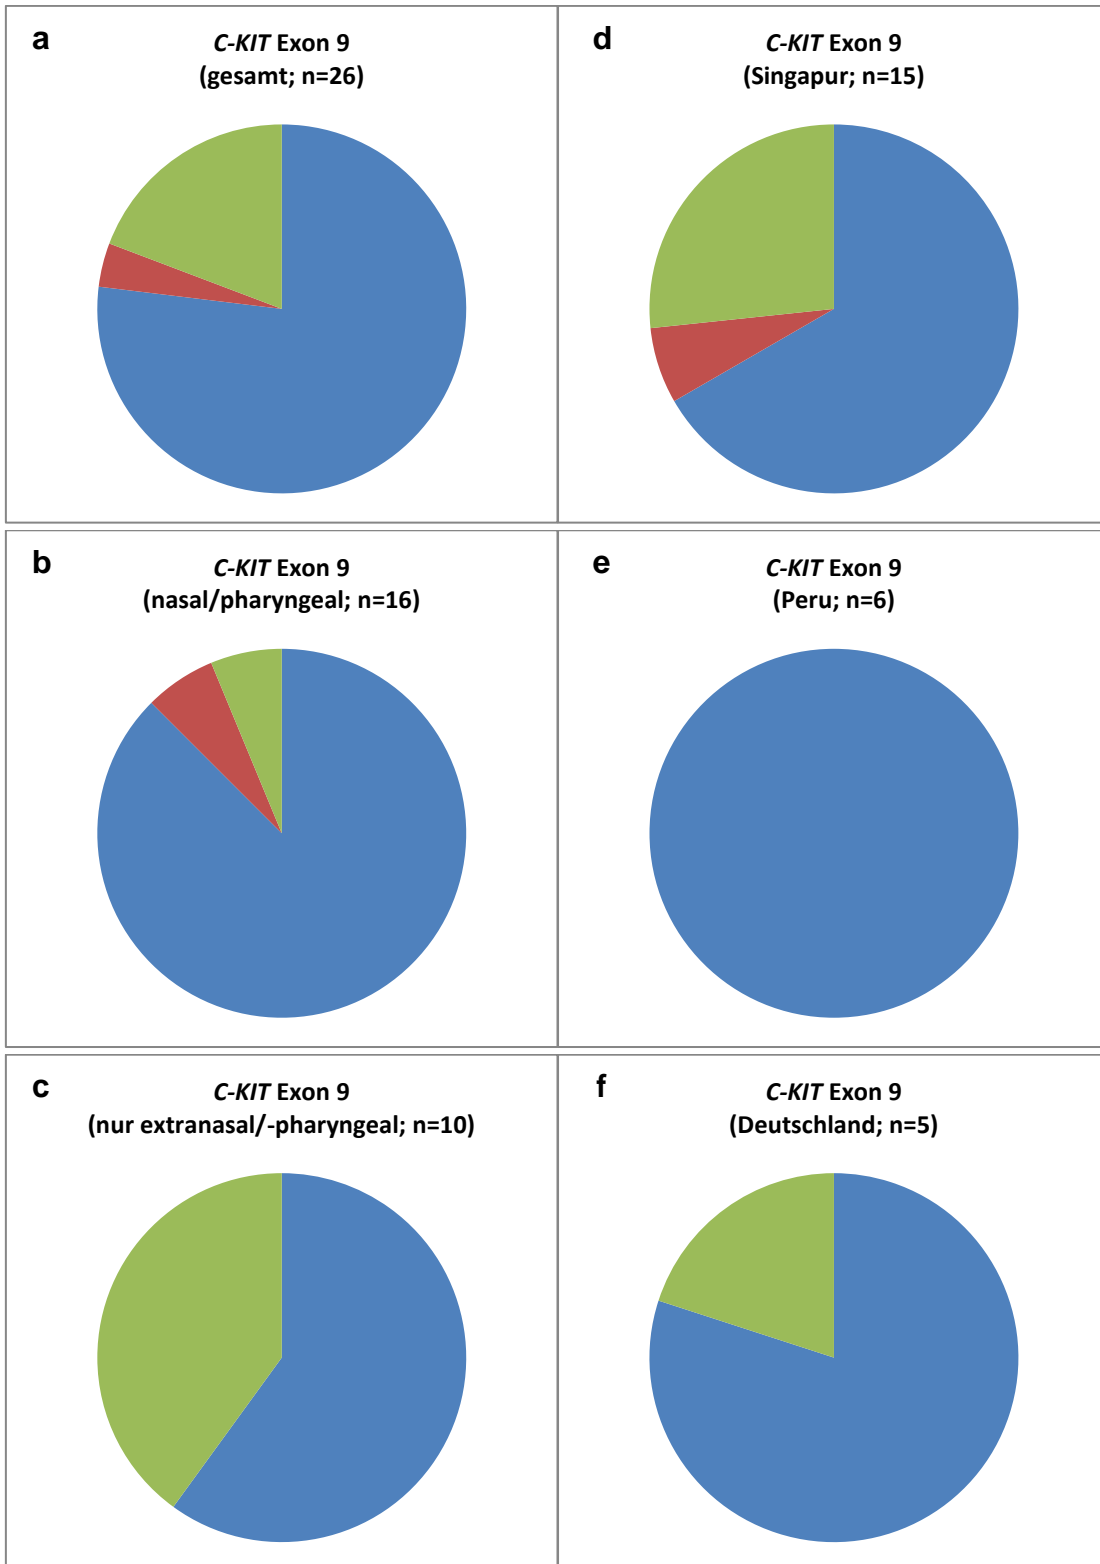 a
C-KIT Exon 9
(gesamt; n=26)
d
C-KIT Exon 9
(Singapur; n=15)
b
C-KIT Exon 9
(nasal/pharyngeal; n=16)
e
C-KIT Exon 9
(Peru; n=6)
c
C-KIT Exon 9
(nur extranasal/-pharyngeal; n=10)
f
C-KIT Exon 9
(Deutschland; n=5)